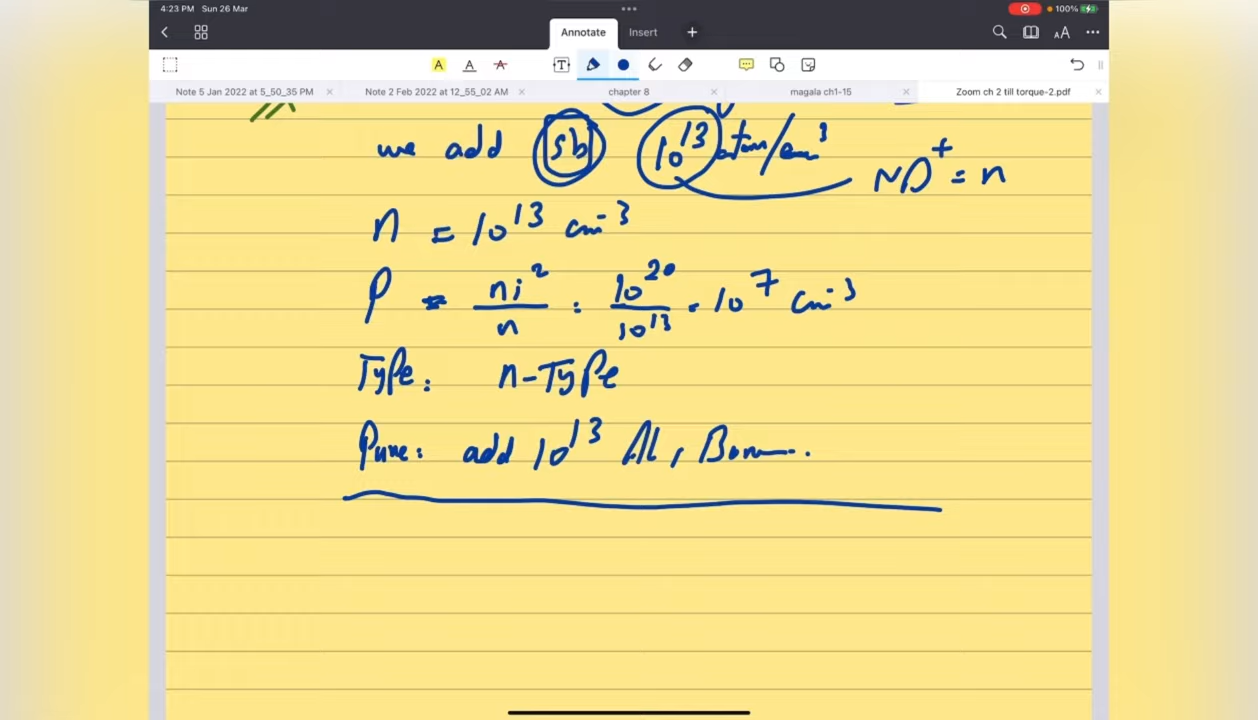 4:23 PM Sun 26 Mar
100%
Annotate Insert
Note 5 Jan 2022 at 5_50_35 PM
Note 2 Feb 2022 at 12_55_02 AM
chapter 8
magala ch1-15
Zoom ch 2 till torque-2.pdf
we add Sb 10^13 atom/cm^3
ND^+ = n
n = 10^13 cm^-3
P = ni^2/n = 10^20/10^13 = 10^7 cm^-3
Type: n-Type
Pure: add 10^13 Al, Boron.